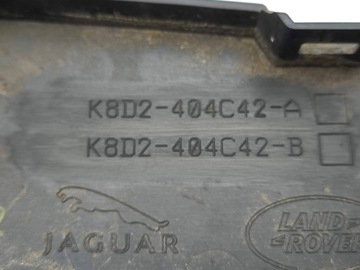 K8D2-404C42-A
K8D2-404C42-B
JAGUAR
LAND-
-ROVER